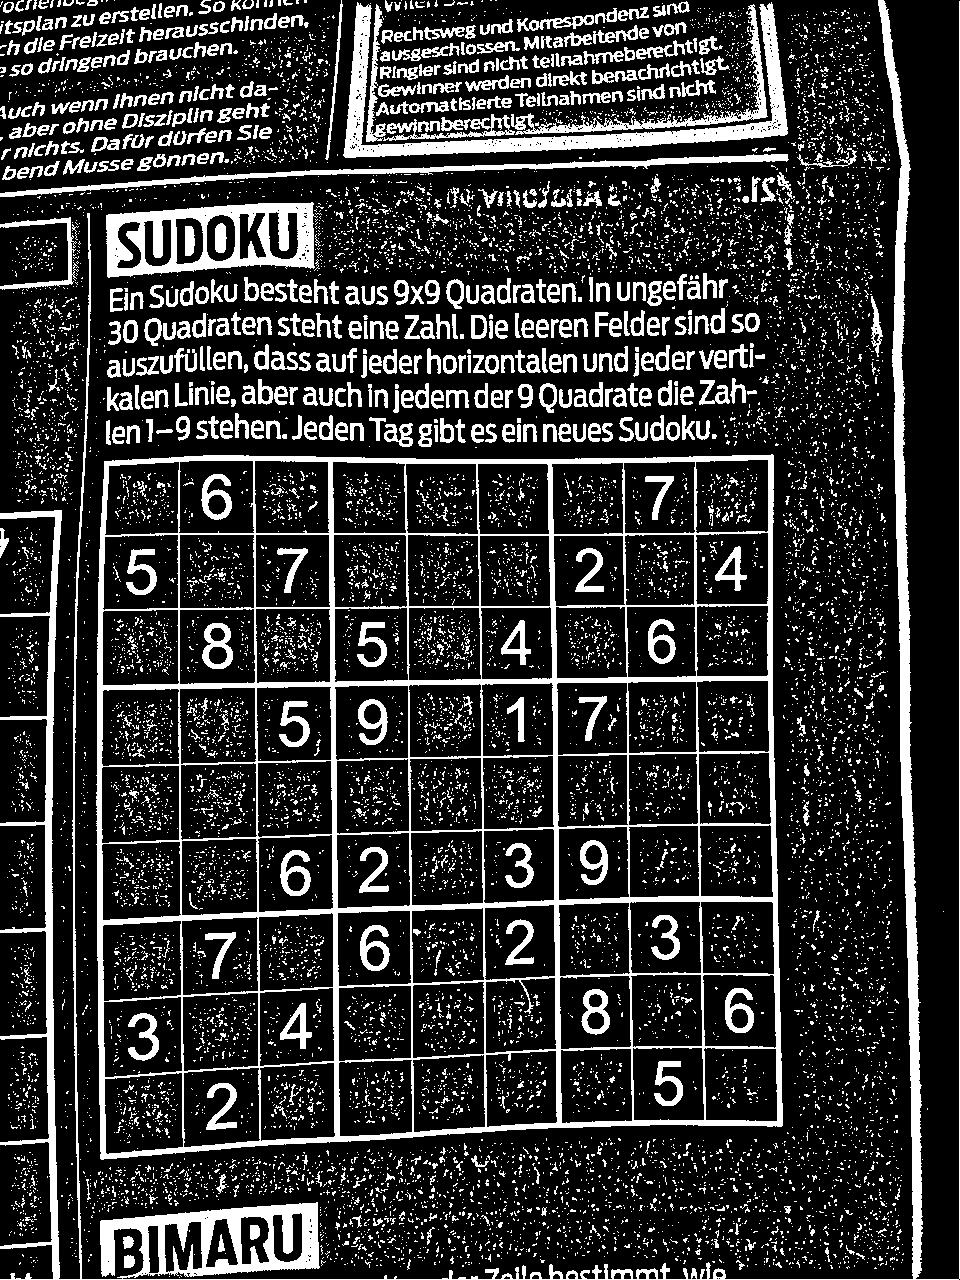 itsplan zu erstellen. So können
ch die Freizeit herausschinden,
e so dringend brauchen.
Auch wenn Ihnen nicht da-
, aber ohne Disziplin geht
r nichts. Dafür dürfen Sie
bend Musse gönnen.
Rechtsweg und Korrespondenz sind
ausgeschlossen. Mitarbeitende von
Ringier sind nicht teilnahmeberechtigt.
Gewinner werden direkt benachrichtigt.
Automatisierte Teilnahmen sind nicht
gewinnberechtigt.
SUDOKU
Ein Sudoku besteht aus 9x9 Quadraten. In ungefähr
30 Quadraten steht eine Zahl. Die leeren Felder sind so
auszufüllen, dass auf jeder horizontalen und jeder verti-
kalen Linie, aber auch in jedem der 9 Quadrate die Zah-
len 1–9 stehen. Jeden Tag gibt es ein neues Sudoku.
6 7
5 7 2 4
8 5 4 6
5 9 1 7
6 2 3 9
7 6 2 3
3 4 8 6
2 5
BIMARU
der Zeile bestimmt, wie